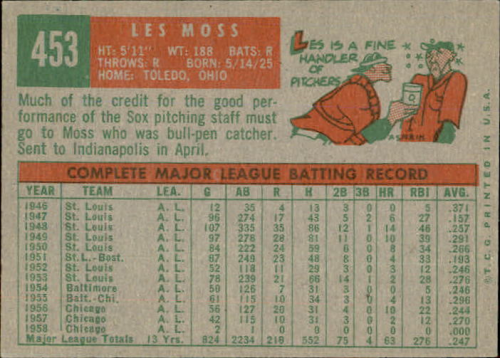 453
LES MOSS
HT: 5'11" WT: 188 BATS: R
THROWS: R BORN: 5/14/25
HOME: TOLEDO, OHIO
LES IS A FINE
HANDLER
OF
PITCHERS
Much of the credit for the good per-
formance of the Sox pitching staff must
go to Moss who was bull-pen catcher.
Sent to Indianapolis in April.
COMPLETE MAJOR LEAGUE BATTING RECORD
YEAR TEAM LEA. G AB R H 2B 3B HR RBI AVG.
1946 St. Louis A. L. 12 35 4 13 3 0 0 5 .371
1947 St. Louis A. L. 96 274 17 43 5 2 6 27 .157
1948 St. Louis A. L. 107 335 35 86 12 1 14 46 .257
1949 St. Louis A. L. 97 278 28 81 11 0 10 39 .291
1950 St. Louis A. L. 84 222 24 59 6 0 8 34 .266
1951 St.L.-Bost. A. L. 67 248 23 48 8 0 4 33 .193
1952 St. Louis A. L. 52 118 11 29 3 0 3 12 .246
1953 St. Louis A. L. 78 239 21 66 14 1 2 28 .276
1954 Baltimore A. L. 50 126 7 31 3 0 0 5 .246
1955 Balt.-Chi. A. L. 61 115 10 34 3 0 4 13 .296
1956 Chicago A. L. 56 127 20 31 4 0 10 22 .244
1957 Chicago A. L. 42 115 10 31 3 0 2 12 .270
1958 Chicago A. L. 2 1 0 0 0 0 0 0 .000
Major League Totals 13 Yrs. 824 2234 219 552 75 4 63 276 .247
© T.C.G. PRINTED IN U.S.A.